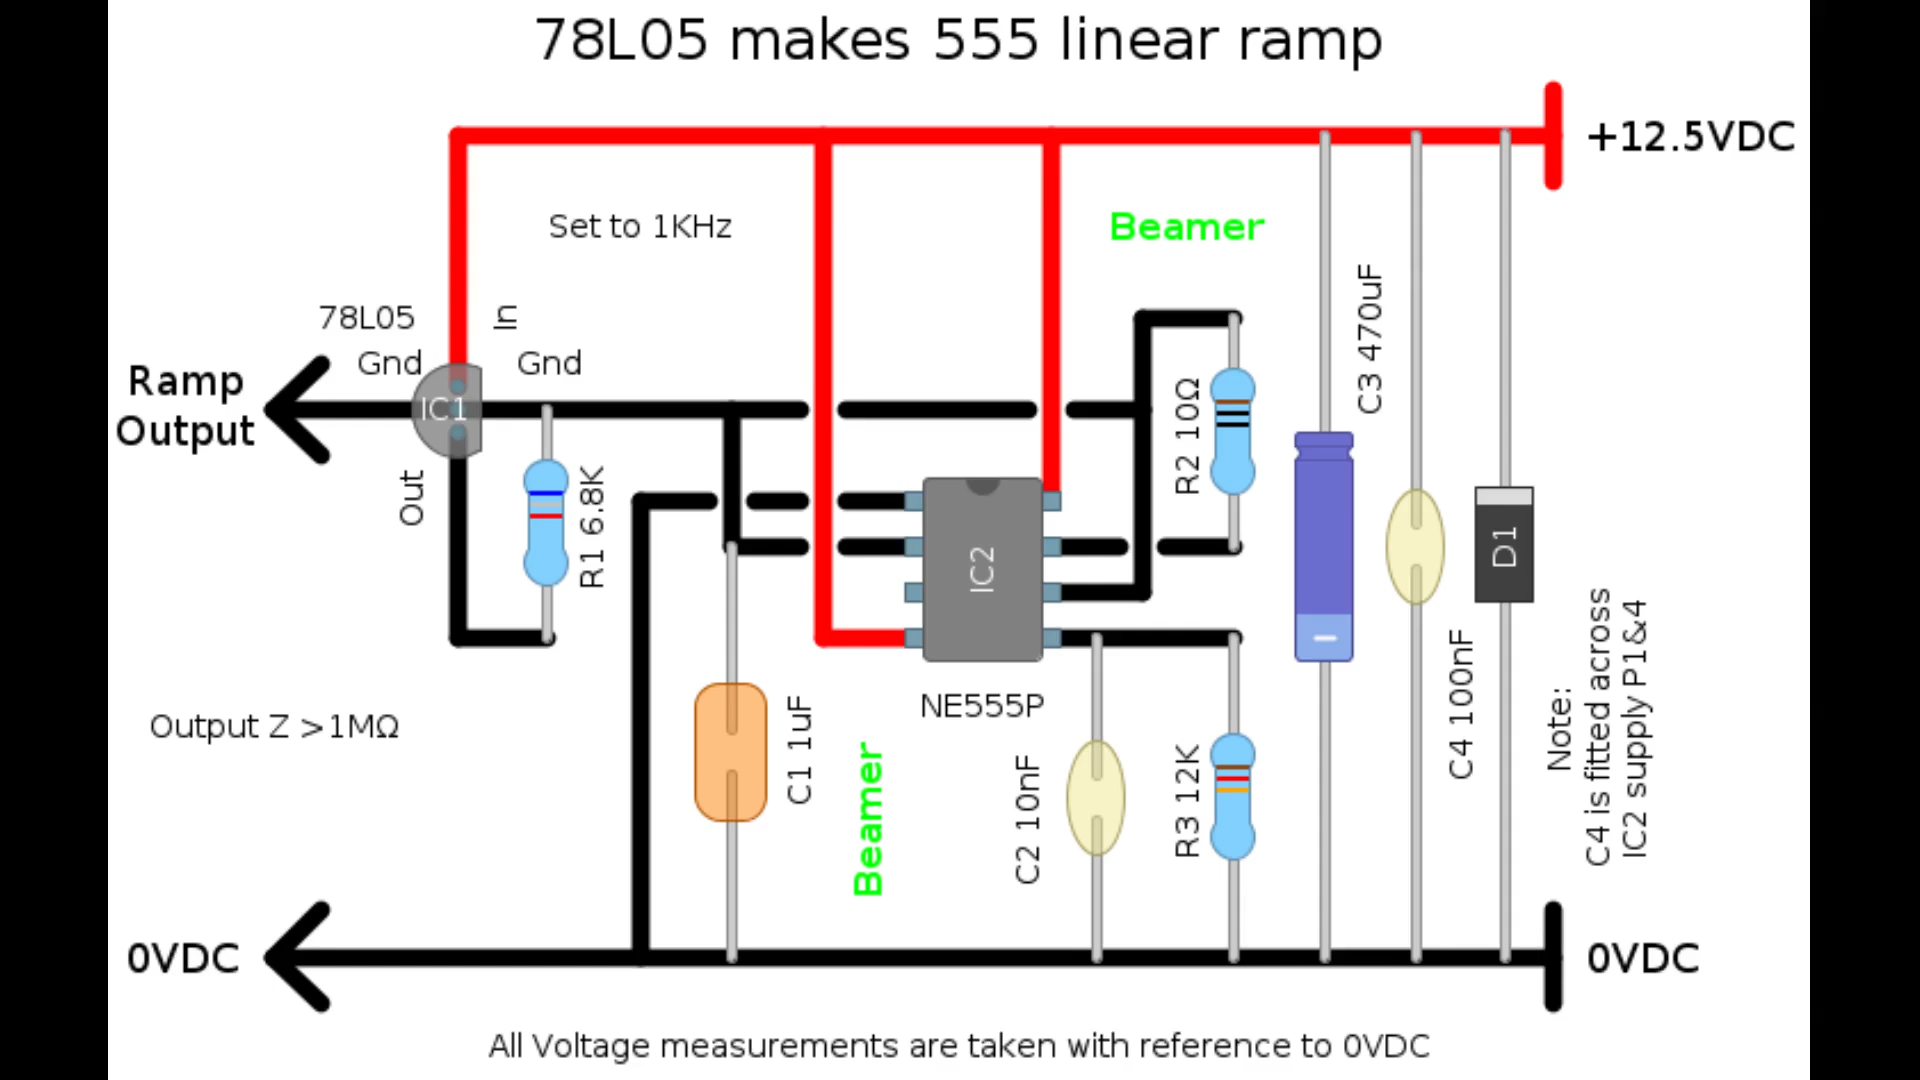 78L05 makes 555 linear ramp
+12.5VDC
Set to 1KHz
Beamer
78L05
In
Gnd
Gnd
Ramp
Output
IC1
Out
R1 6.8K
R2 10Ω
C3 470uF
IC2
D1
NE555P
Output Z >1MΩ
C1 1uF
Beamer
C2 10nF
R3 12K
C4 100nF
Note:
C4 is fitted across
IC2 supply P1&4
0VDC
0VDC
All Voltage measurements are taken with reference to 0VDC